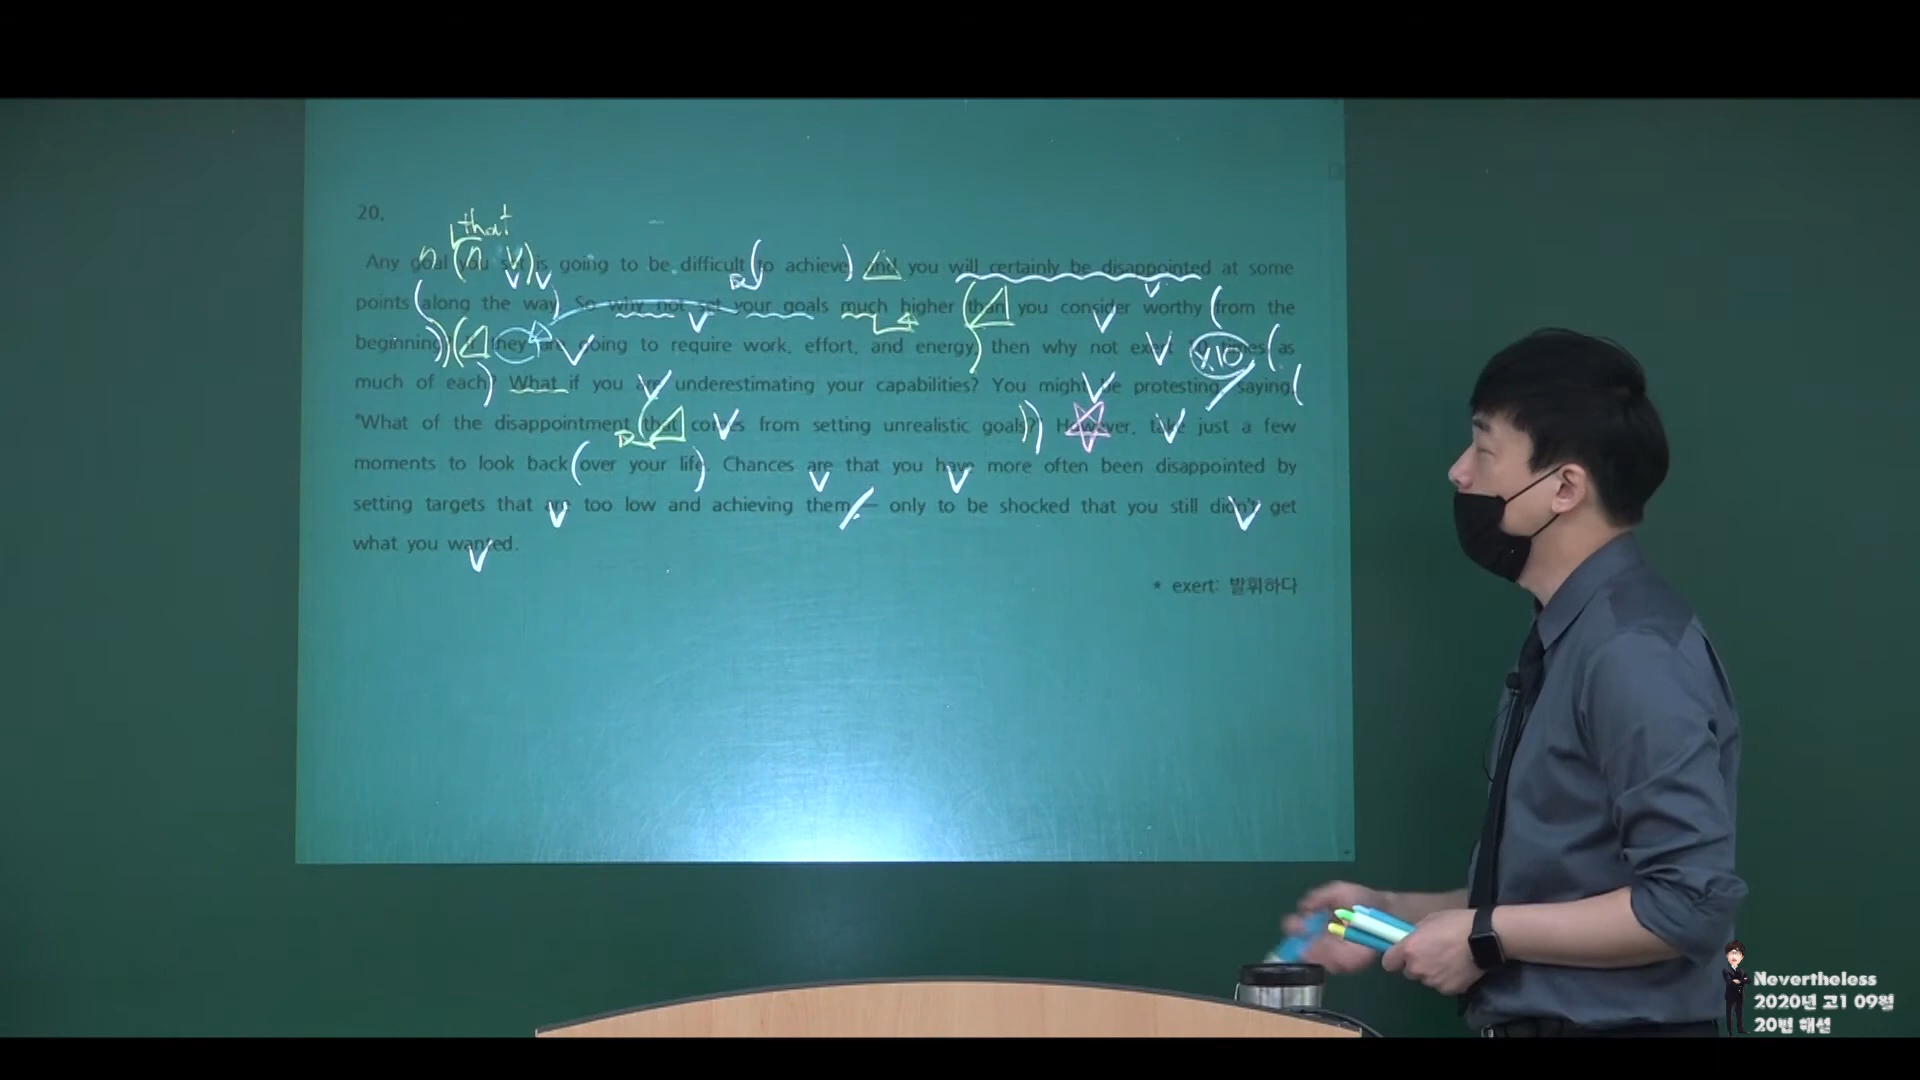 20.
that
n (n V) V
Any goal you set is going to be difficult to achieve, and you will certainly be disappointed at some
points along the way. So why not set your goals much higher than you consider worthy from the
beginning? If they are going to require work, effort, and energy, then why not exert 10 times as
x10
much of each? What if you are underestimating your capabilities? You might be protesting, saying,
"What of the disappointment that comes from setting unrealistic goals?" However, take just a few
moments to look back over your life. Chances are that you have more often been disappointed by
setting targets that are too low and achieving them — only to be shocked that you still didn't get
what you wanted.
* exert: 발휘하다
Nevertheless
2020년 고1 09월
20번 해설